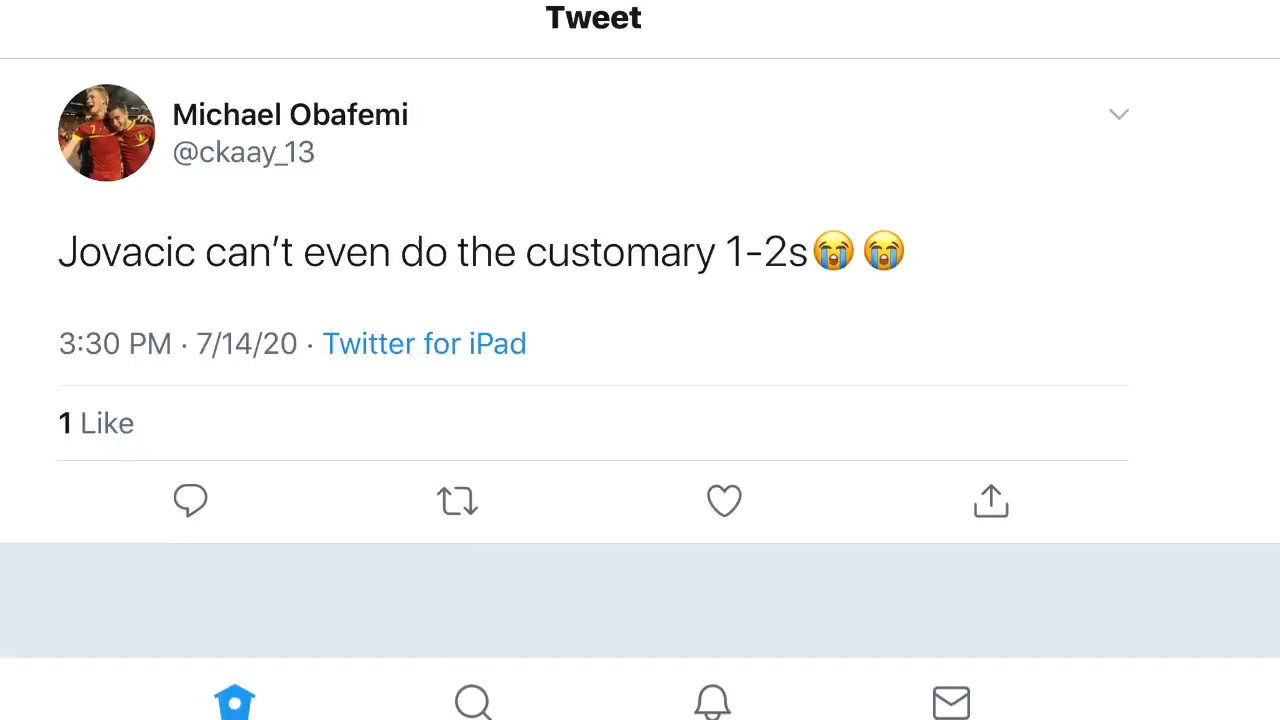 Tweet
Michael Obafemi
@ckaay_13
Jovacic can’t even do the customary 1-2s😭😭
3:30 PM · 7/14/20 · Twitter for iPad
1 Like